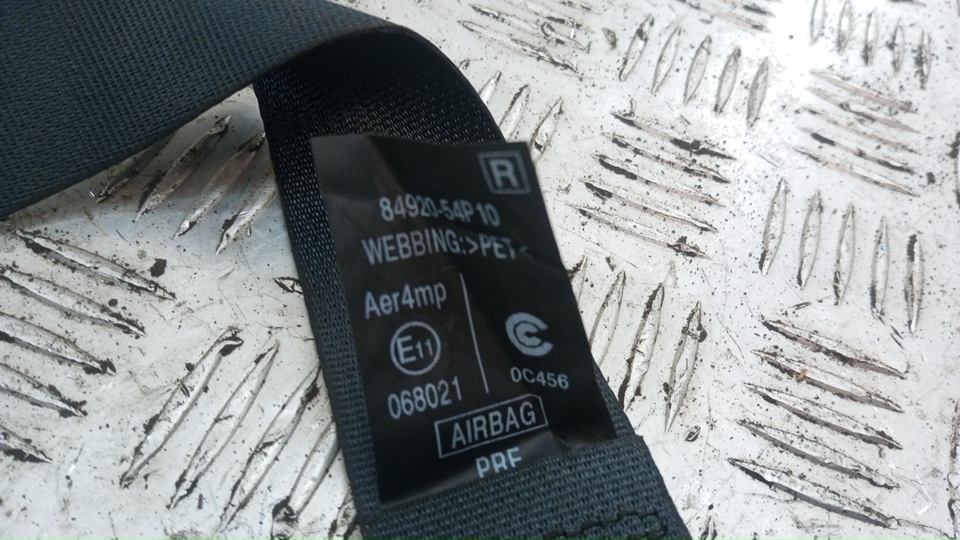 R
84920-54P10
WEBBING:>PET<
Aer4mp
E11
068021
C
0C456
AIRBAG
PRE